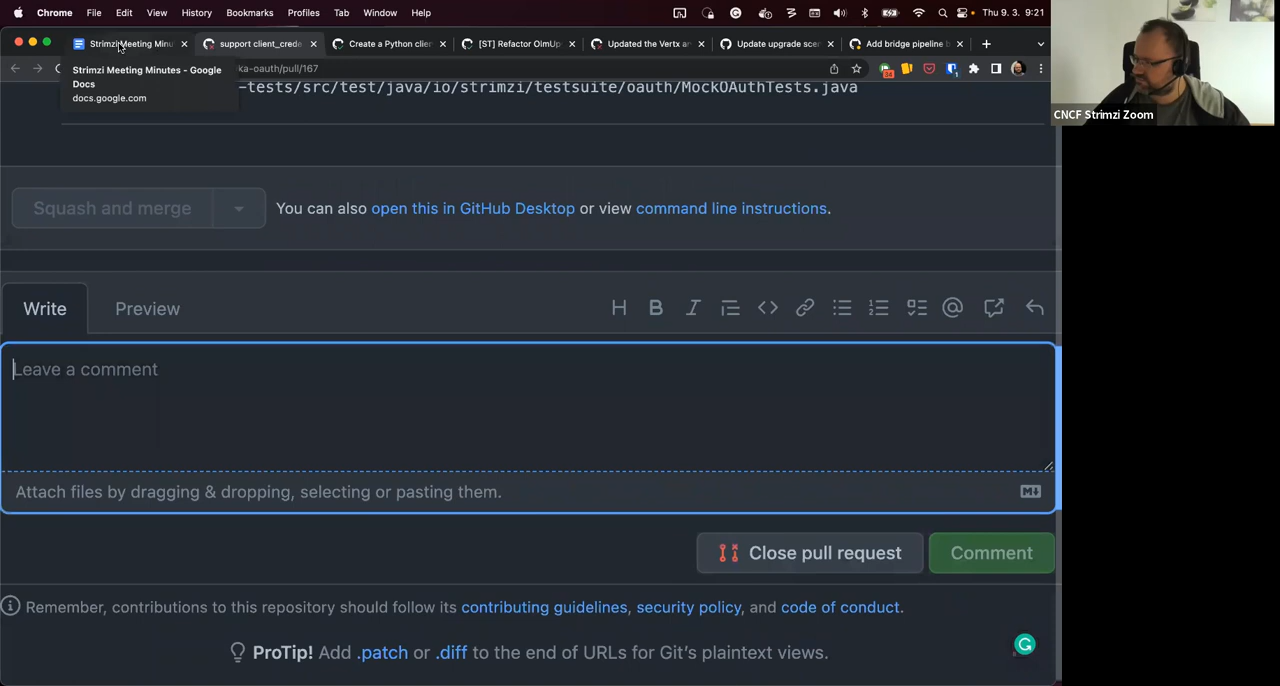 Chrome File Edit View History Bookmarks Profiles Tab Window Help Thu 9. 3. 9:21
Strimzi Meeting Minu support client_crede Create a Python clien [ST] Refactor OlmUp Updated the Vertx an Update upgrade scen Add bridge pipeline b
Strimzi Meeting Minutes - Google
Docs
docs.google.com
ka-oauth/pull/167
34
1
-tests/src/test/java/io/strimzi/testsuite/oauth/MockOAuthTests.java
CNCF Strimzi Zoom
Squash and merge You can also open this in GitHub Desktop or view command line instructions.
Write Preview
Leave a comment
Attach files by dragging & dropping, selecting or pasting them.
Close pull request Comment
Remember, contributions to this repository should follow its contributing guidelines, security policy, and code of conduct.
ProTip! Add .patch or .diff to the end of URLs for Git's plaintext views.